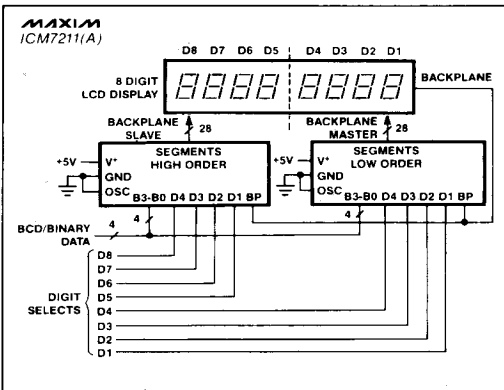 MAXIM
ICM7211(A)
D8 D7 D6 D5 D4 D3 D2 D1
8 DIGIT
LCD DISPLAY
BACKPLANE
BACKPLANE
SLAVE
28
BACKPLANE
MASTER
28
+5V
V+
GND
OSC
SEGMENTS
HIGH ORDER
B3-B0 D4 D3 D2 D1 BP
+5V
V+
GND
OSC
SEGMENTS
LOW ORDER
B3-B0 D4 D3 D2 D1 BP
4
4
BCD/BINARY
DATA
4
DIGIT
SELECTS
D8
D7
D6
D5
D4
D3
D2
D1